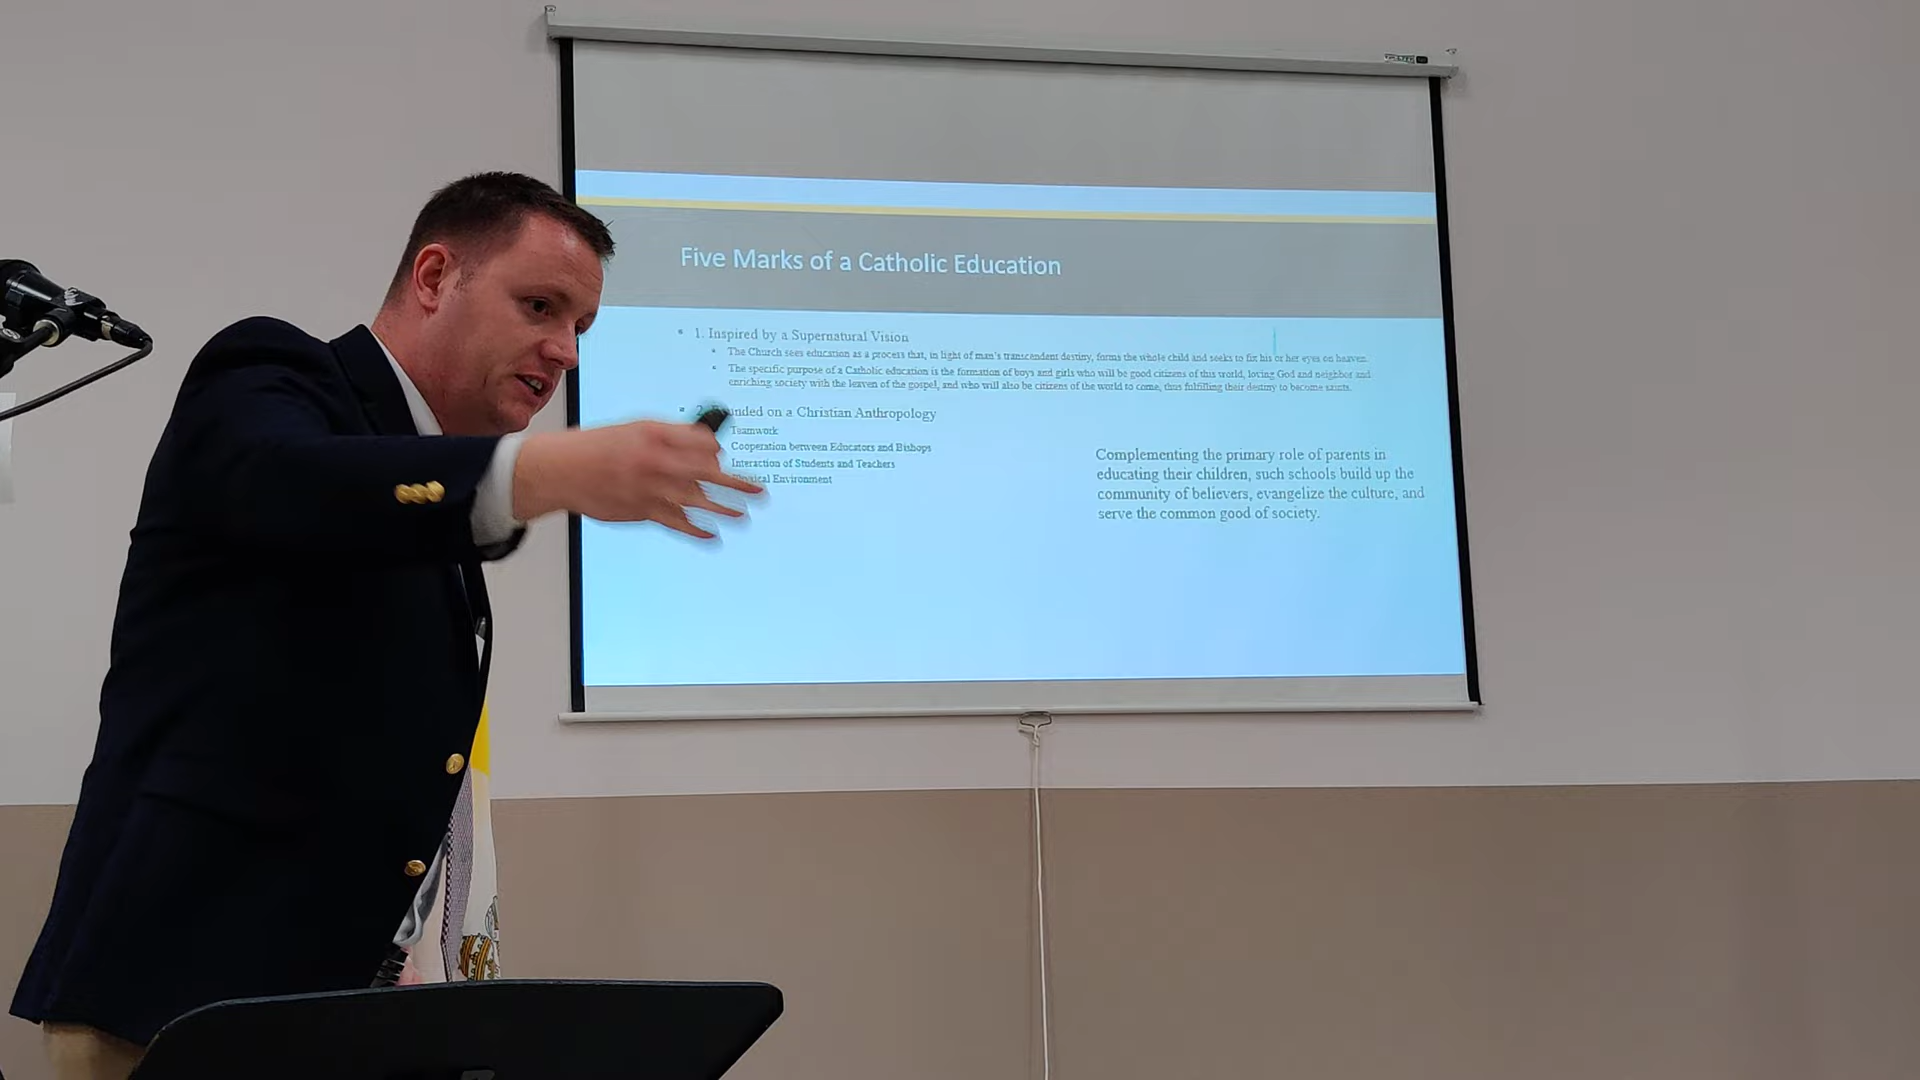 Five Marks of a Catholic Education
1. Inspired by a Supernatural Vision
The Church sees education as a process that, in light of man's transcendent destiny, forms the whole child and seeks to fix his or her eyes on heaven.
The specific purpose of a Catholic education is the formation of boys and girls who will be good citizens of this world, loving God and neighbor and
enriching society with the leaven of the gospel, and who will also be citizens of the world to come, thus fulfilling their destiny to become saints.
2. Founded on a Christian Anthropology
Teamwork
Cooperation between Educators and Bishops
Interaction of Students and Teachers
Physical Environment
Complementing the primary role of parents in
educating their children, such schools build up the
community of believers, evangelize the culture, and
serve the common good of society.